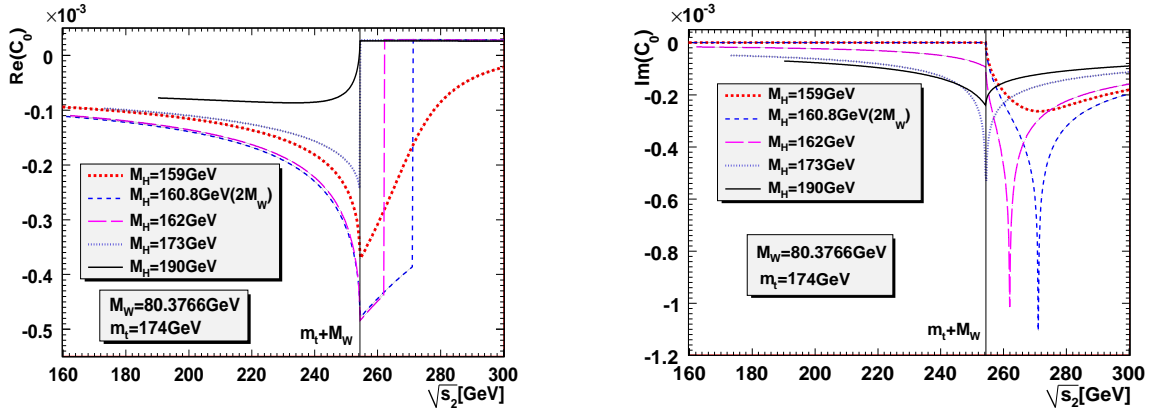 ×10⁻³
Re(C₀)
0
-0.1
-0.2
-0.3
-0.4
-0.5
M_H=159GeV
M_H=160.8GeV(2M_W)
M_H=162GeV
M_H=173GeV
M_H=190GeV
M_W=80.3766GeV
m_t=174GeV
m_t+M_W
160 180 200 220 240 260 280 300
√s₂[GeV]
×10⁻³
Im(C₀)
0
-0.2
-0.4
-0.6
-0.8
-1
-1.2
M_H=159GeV
M_H=160.8GeV(2M_W)
M_H=162GeV
M_H=173GeV
M_H=190GeV
M_W=80.3766GeV
m_t=174GeV
m_t+M_W
160 180 200 220 240 260 280 300
√s₂[GeV]